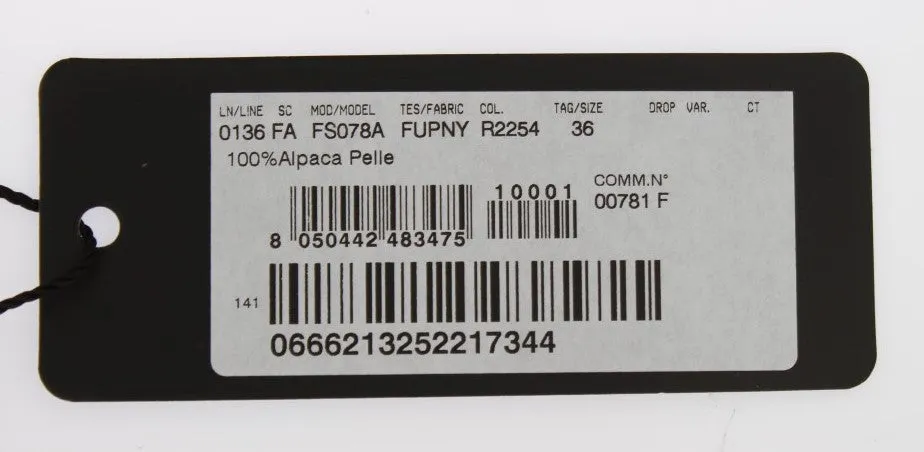 LN/LINE SC MOD/MODEL TES/FABRIC COL. TAG/SIZE DROP VAR. CT
0136 FA FS078A FUPNY R2254 36
100%Alpaca Pelle
10001
COMM.N°
00781 F
8 050442 483475
141
0666213252217344